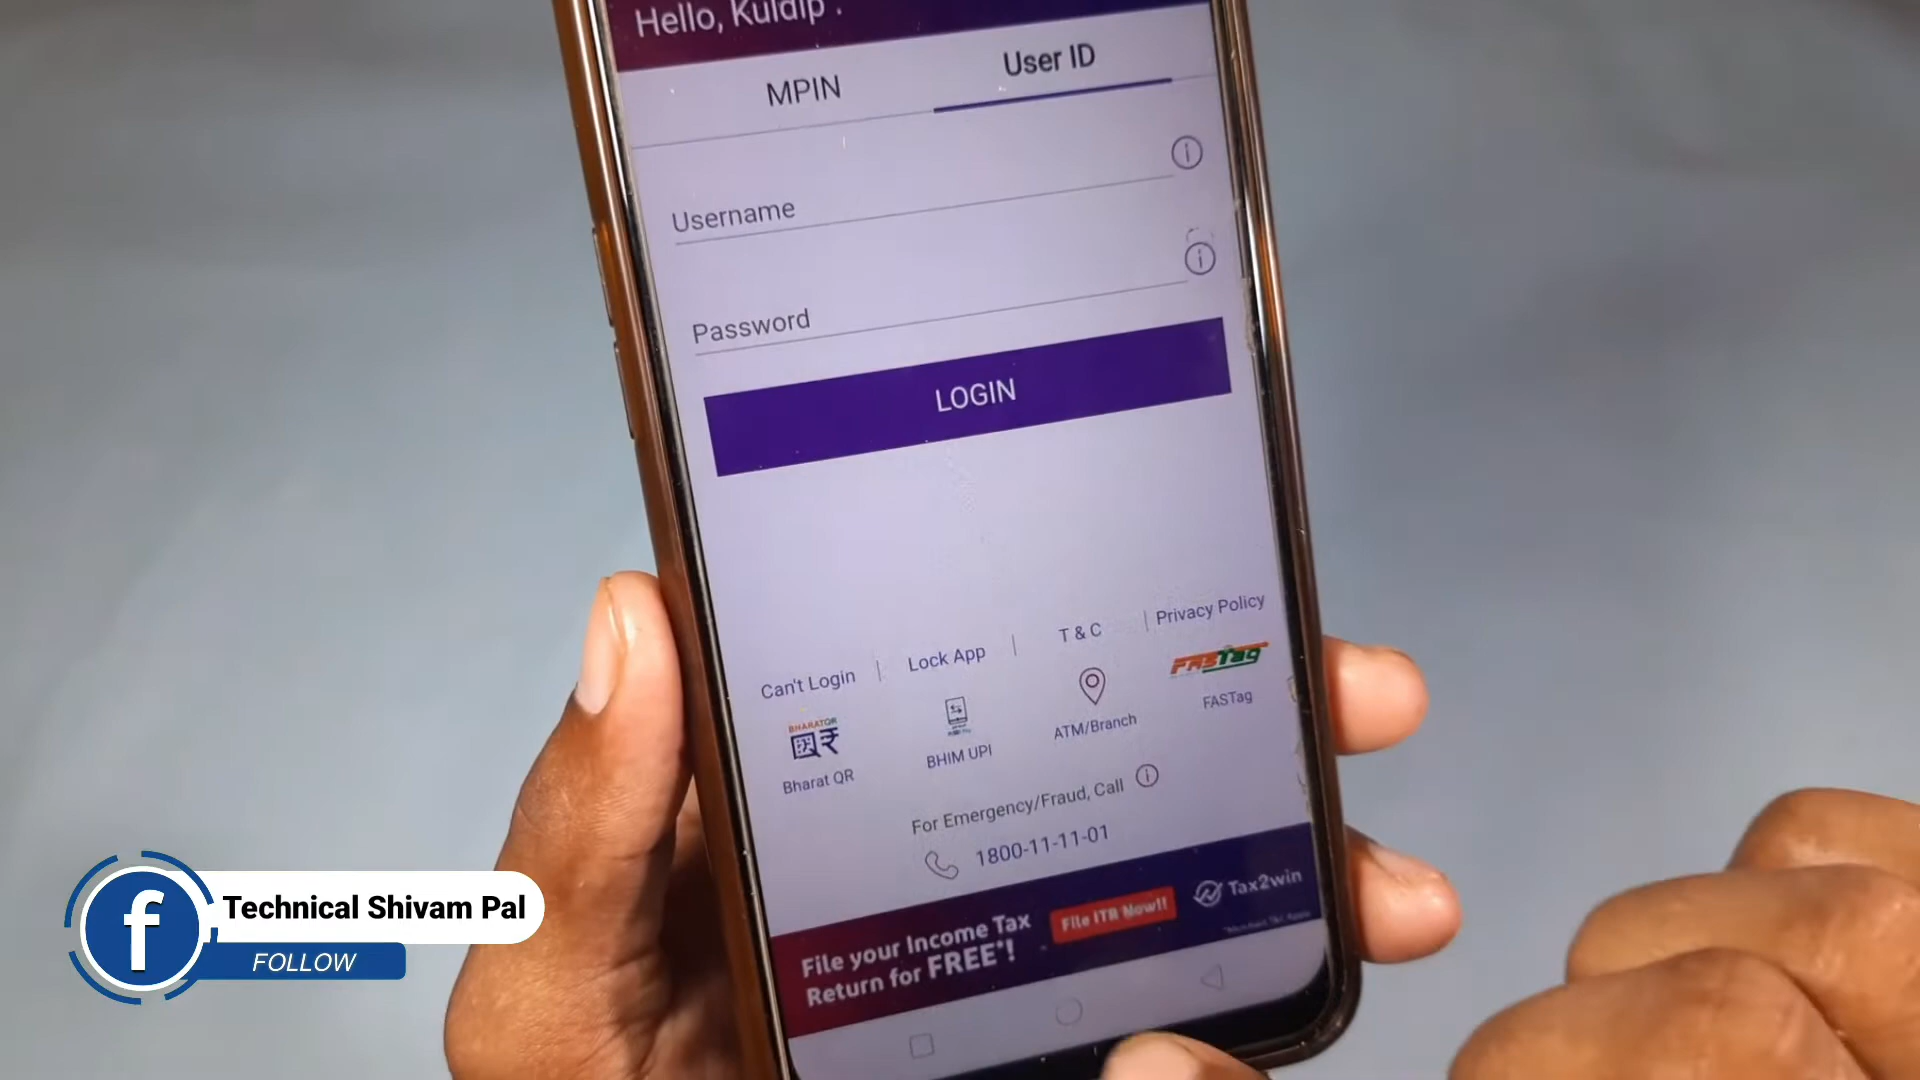 Hello, Kuldip .
MPIN
User ID
Username
Password
LOGIN
Can't Login | Lock App | T & C | Privacy Policy
BHARATQR
FASTag
Bharat QR
BHIM UPI
ATM/Branch
FASTag
For Emergency/Fraud, Call
1800-11-11-01
File your Income Tax
Return for FREE*!
File ITR Now!!
Tax2win
Technical Shivam Pal
FOLLOW